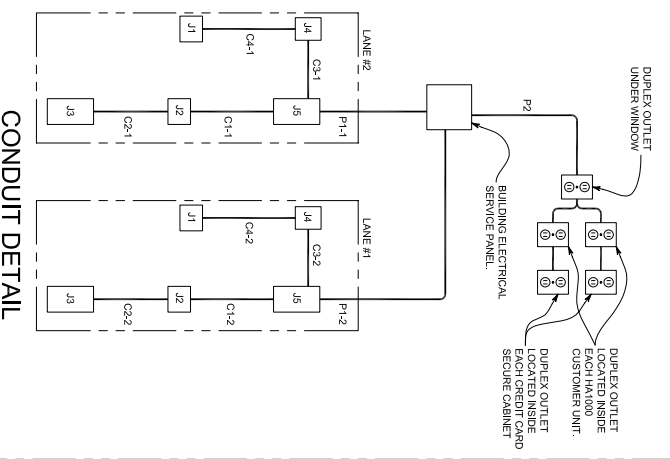 DUPLEX OUTLET
UNDER WINDOW
P2
DUPLEX OUTLET
LOCATED INSIDE
EACH HA1000
CUSTOMER UNIT.
DUPLEX OUTLET
LOCATED INSIDE
EACH CREDIT CARD
SECURE CABINET
BUILDING ELECTRICAL
SERVICE PANEL.
LANE #2
P1-1
J4
C3-1
J5
C4-1
C1-1
J1
J2
C2-1
J3
LANE #1
P1-2
J4
C3-2
J5
C4-2
C1-2
J1
J2
C2-2
J3
CONDUIT DETAIL